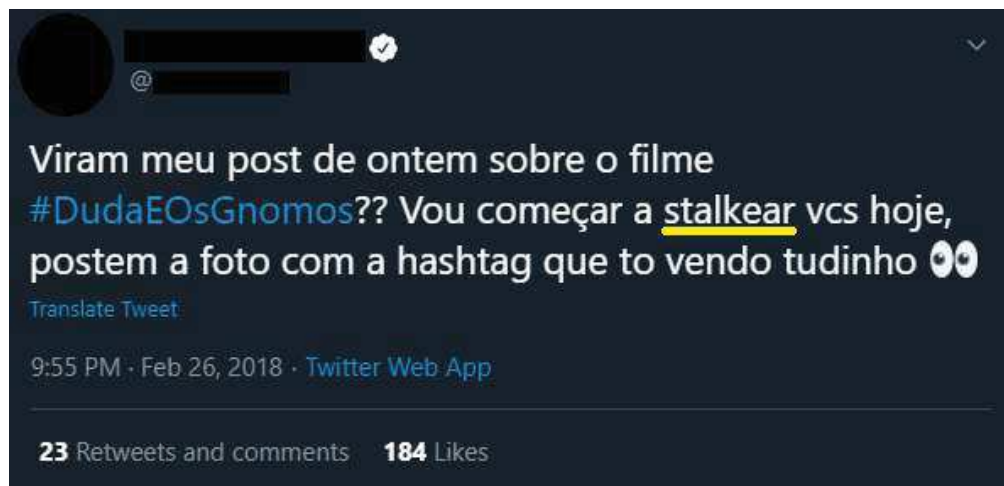 @
Viram meu post de ontem sobre o filme
#DudaEOsGnomos?? Vou começar a stalkear vcs hoje,
postem a foto com a hashtag que to vendo tudinho 👀
Translate Tweet
9:55 PM · Feb 26, 2018 · Twitter Web App
23 Retweets and comments 184 Likes